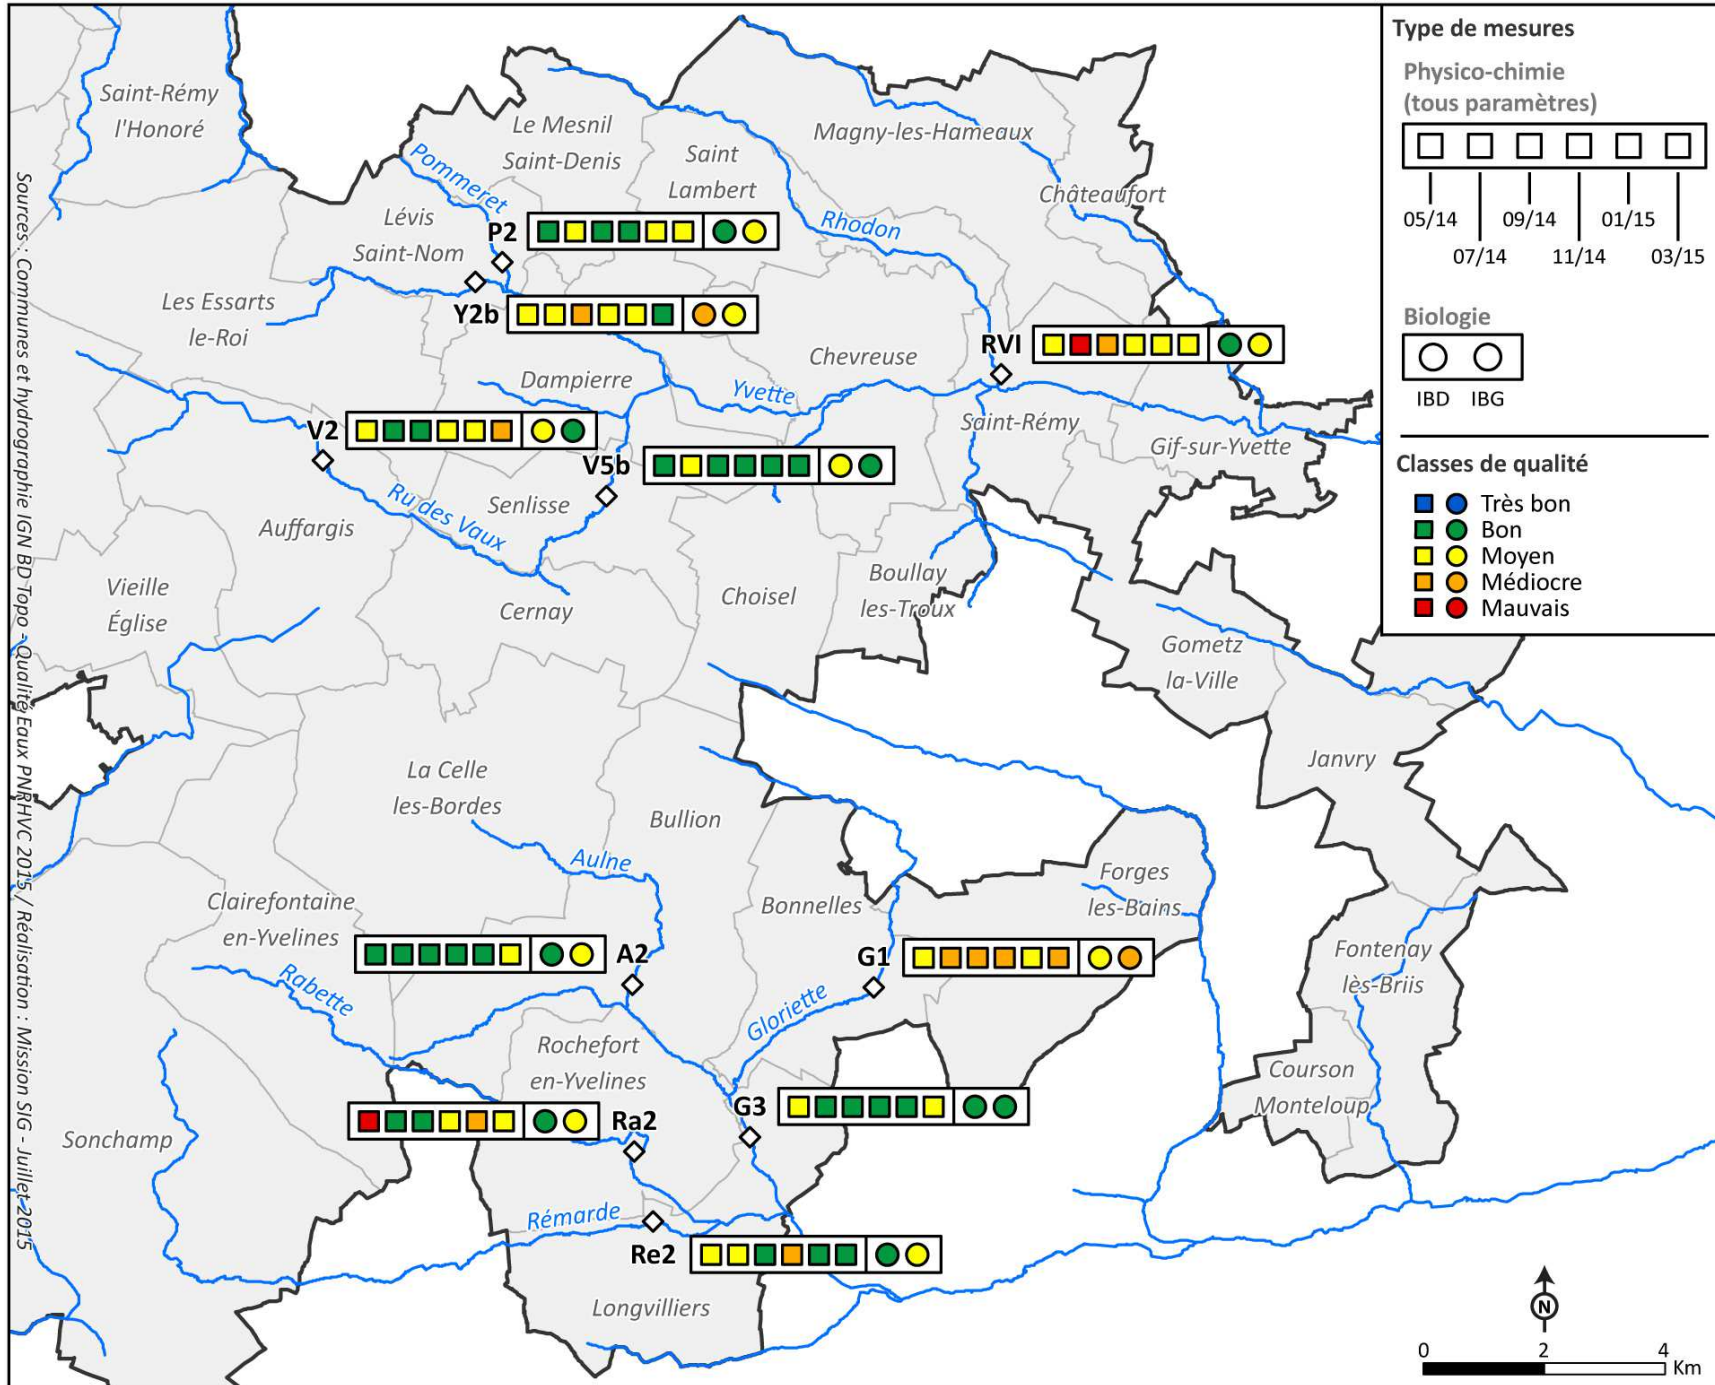 Saint-Rémy
l'Honoré
Le Mesnil
Saint-Denis
Saint
Lambert
Magny-les-Hameaux
Châteaufort
Pommeret
Rhodon
Lévis
Saint-Nom
P2
Y2b
Les Essarts
le-Roi
Chevreuse
RVI
Dampierre
Yvette
Saint-Rémy
Gif-sur-Yvette
V2
V5b
Senlisse
Ru des Vaux
Auffargis
Vieille
Église
Cernay
Choisel
Boullay
les-Troux
Gometz
la-Ville
Janvry
La Celle
les-Bordes
Bullion
Aulne
Bonnelles
Forges
les-Bains
Clairefontaine
en-Yvelines
Rabette
A2
G1
Gloriette
Fontenay
lès-Briis
Rochefort
en-Yvelines
Courson
Monteloup
G3
Ra2
Sonchamp
Rémarde
Re2
Longvilliers
Sources : Communes et hydrographie IGN BD Topo - Qualité Eaux PNRHVC 2015 / Réalisation : Mission SIG - Juillet 2015
Type de mesures
Physico-chimie
(tous paramètres)
05/14 09/14 01/15
07/14 11/14 03/15
Biologie
IBD IBG
Classes de qualité
Très bon
Bon
Moyen
Médiocre
Mauvais
N
0 2 4
Km